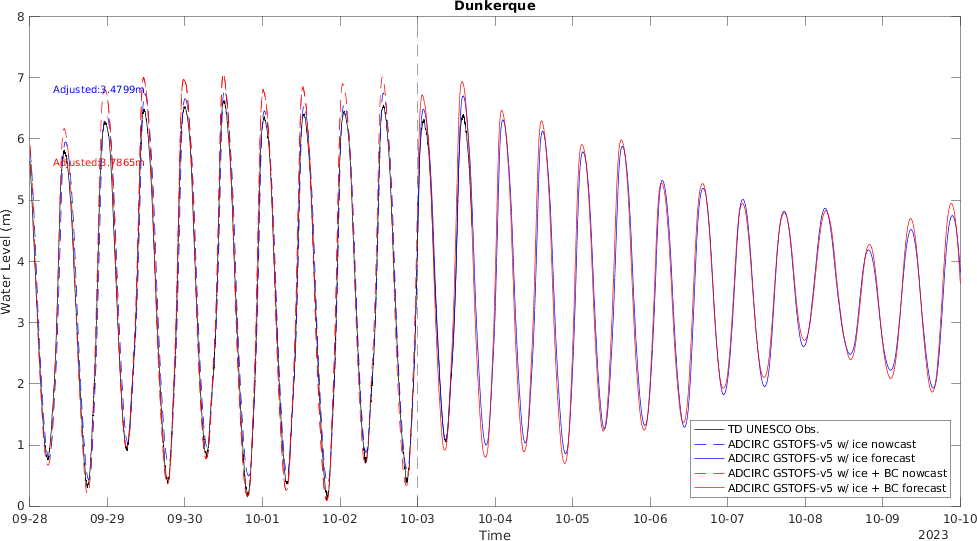 Dunkerque
8
7
6
5
4
3
2
1
0
Water Level (m)
Adjusted:3.4799m
Adjusted:3.7865m
TD UNESCO Obs.
ADCIRC GSTOFS-v5 w/ ice nowcast
ADCIRC GSTOFS-v5 w/ ice forecast
ADCIRC GSTOFS-v5 w/ ice + BC nowcast
ADCIRC GSTOFS-v5 w/ ice + BC forecast
09-28 09-29 09-30 10-01 10-02 10-03 10-04 10-05 10-06 10-07 10-08 10-09 10-10
Time
2023